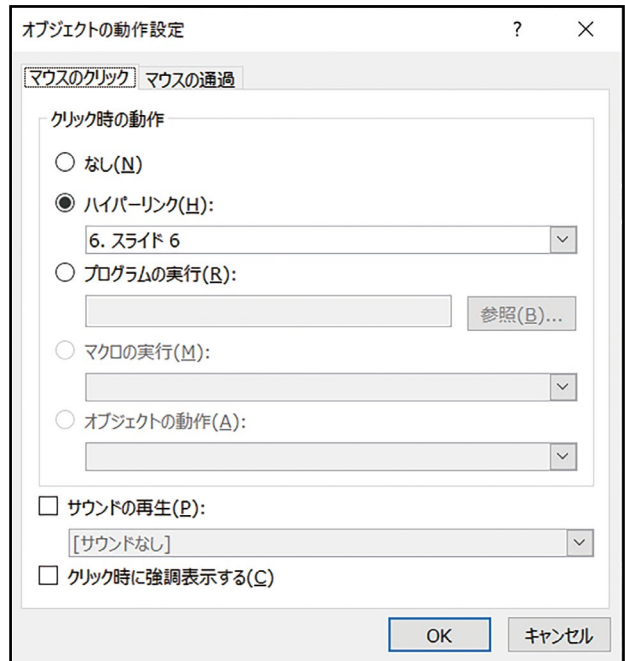 オブジェクトの動作設定 ? ×
マウスのクリック マウスの通過
クリック時の動作
なし(N)
ハイパーリンク(H):
6. スライド 6
プログラムの実行(R):
参照(B)...
マクロの実行(M):
オブジェクトの動作(A):
サウンドの再生(P):
[サウンドなし]
クリック時に強調表示する(C)
OK キャンセル